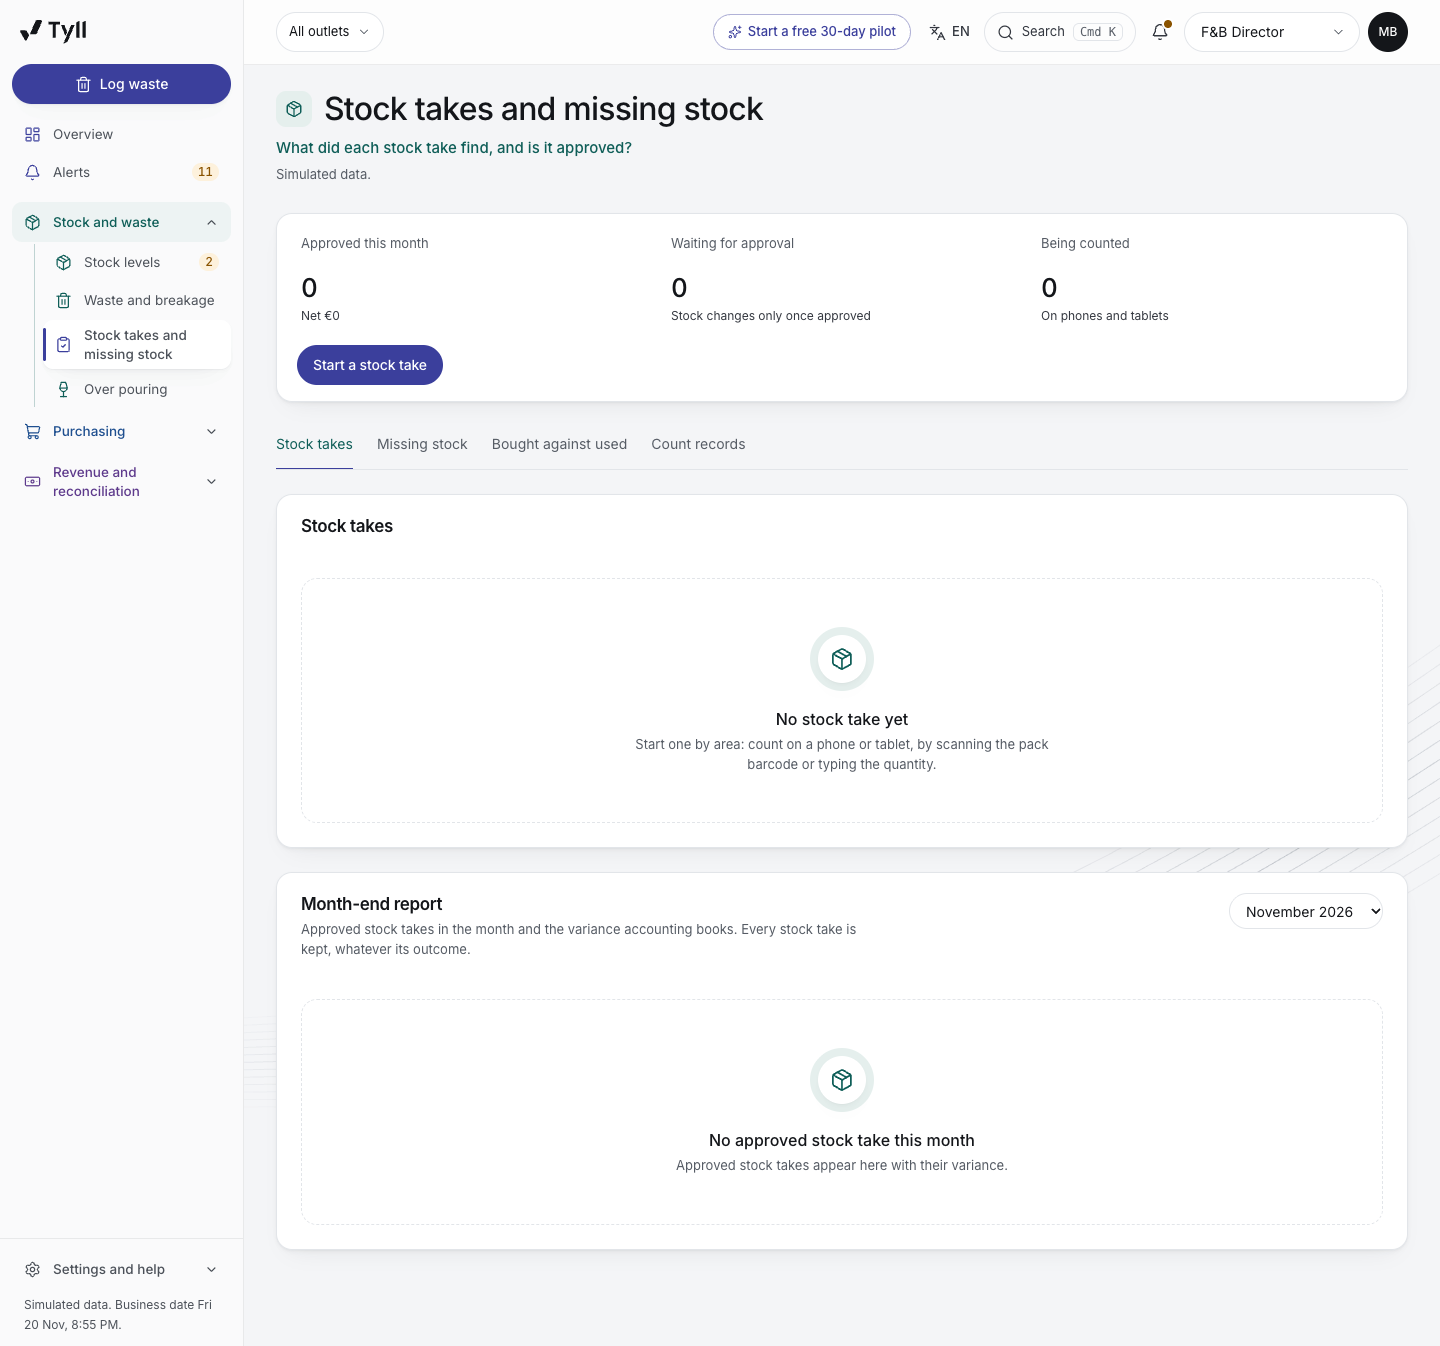 Tyll
All outlets
Start a free 30-day pilot
EN
Search
Cmd K
F&B Director
MB
Log waste
Overview
Alerts
11
Stock and waste
Stock levels
2
Waste and breakage
Stock takes and
missing stock
Over pouring
Purchasing
Revenue and
reconciliation
Settings and help
Simulated data. Business date Fri
20 Nov, 8:55 PM.
Stock takes and missing stock
What did each stock take find, and is it approved?
Simulated data.
Approved this month
0
Net €0
Waiting for approval
0
Stock changes only once approved
Being counted
0
On phones and tablets
Start a stock take
Stock takes
Missing stock
Bought against used
Count records
Stock takes
No stock take yet
Start one by area: count on a phone or tablet, by scanning the pack
barcode or typing the quantity.
Month-end report
Approved stock takes in the month and the variance accounting books. Every stock take is
kept, whatever its outcome.
November 2026
No approved stock take this month
Approved stock takes appear here with their variance.